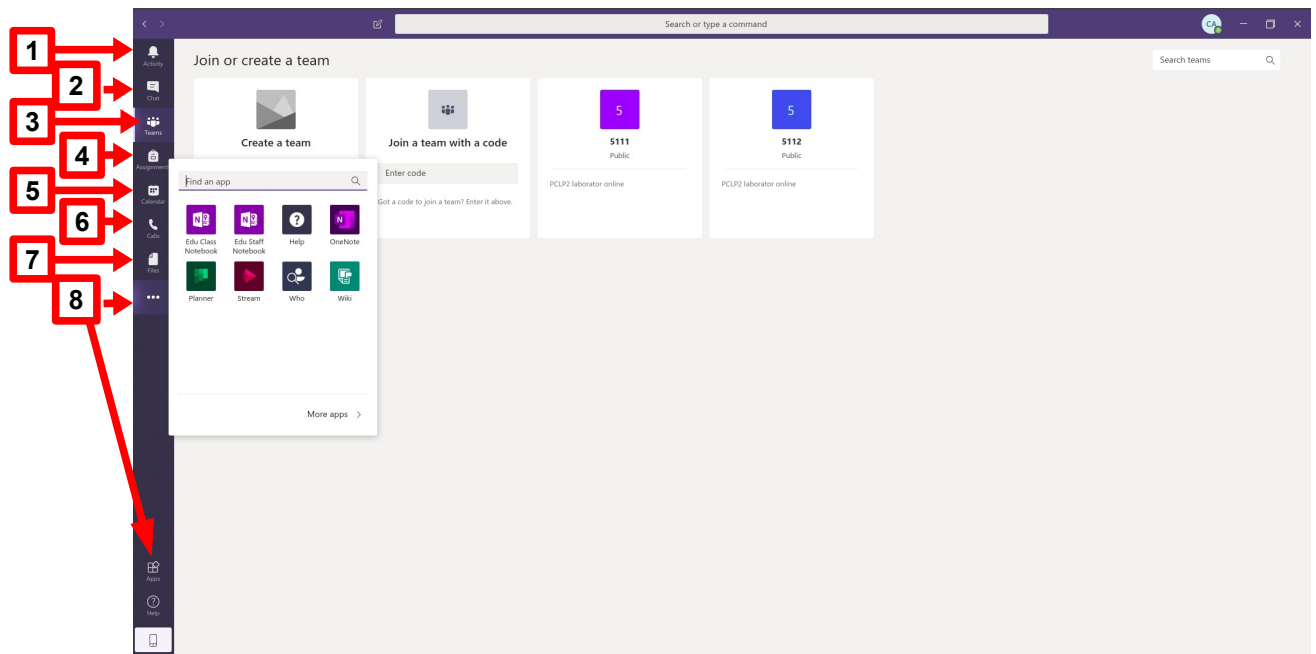 Search or type a command
CA
1
2
3
4
5
6
7
8
Activity
Chat
Teams
Assignment
Calendar
Calls
Files
Apps
Help
Join or create a team
Search teams
Create a team
Join a team with a code
Enter code
Got a code to join a team? Enter it above.
5
5111
Public
PCLP2 laborator online
5
5112
Public
PCLP2 laborator online
Find an app
Edu Class
Notebook
Edu Staff
Notebook
Help
OneNote
Planner
Stream
Who
Wiki
More apps